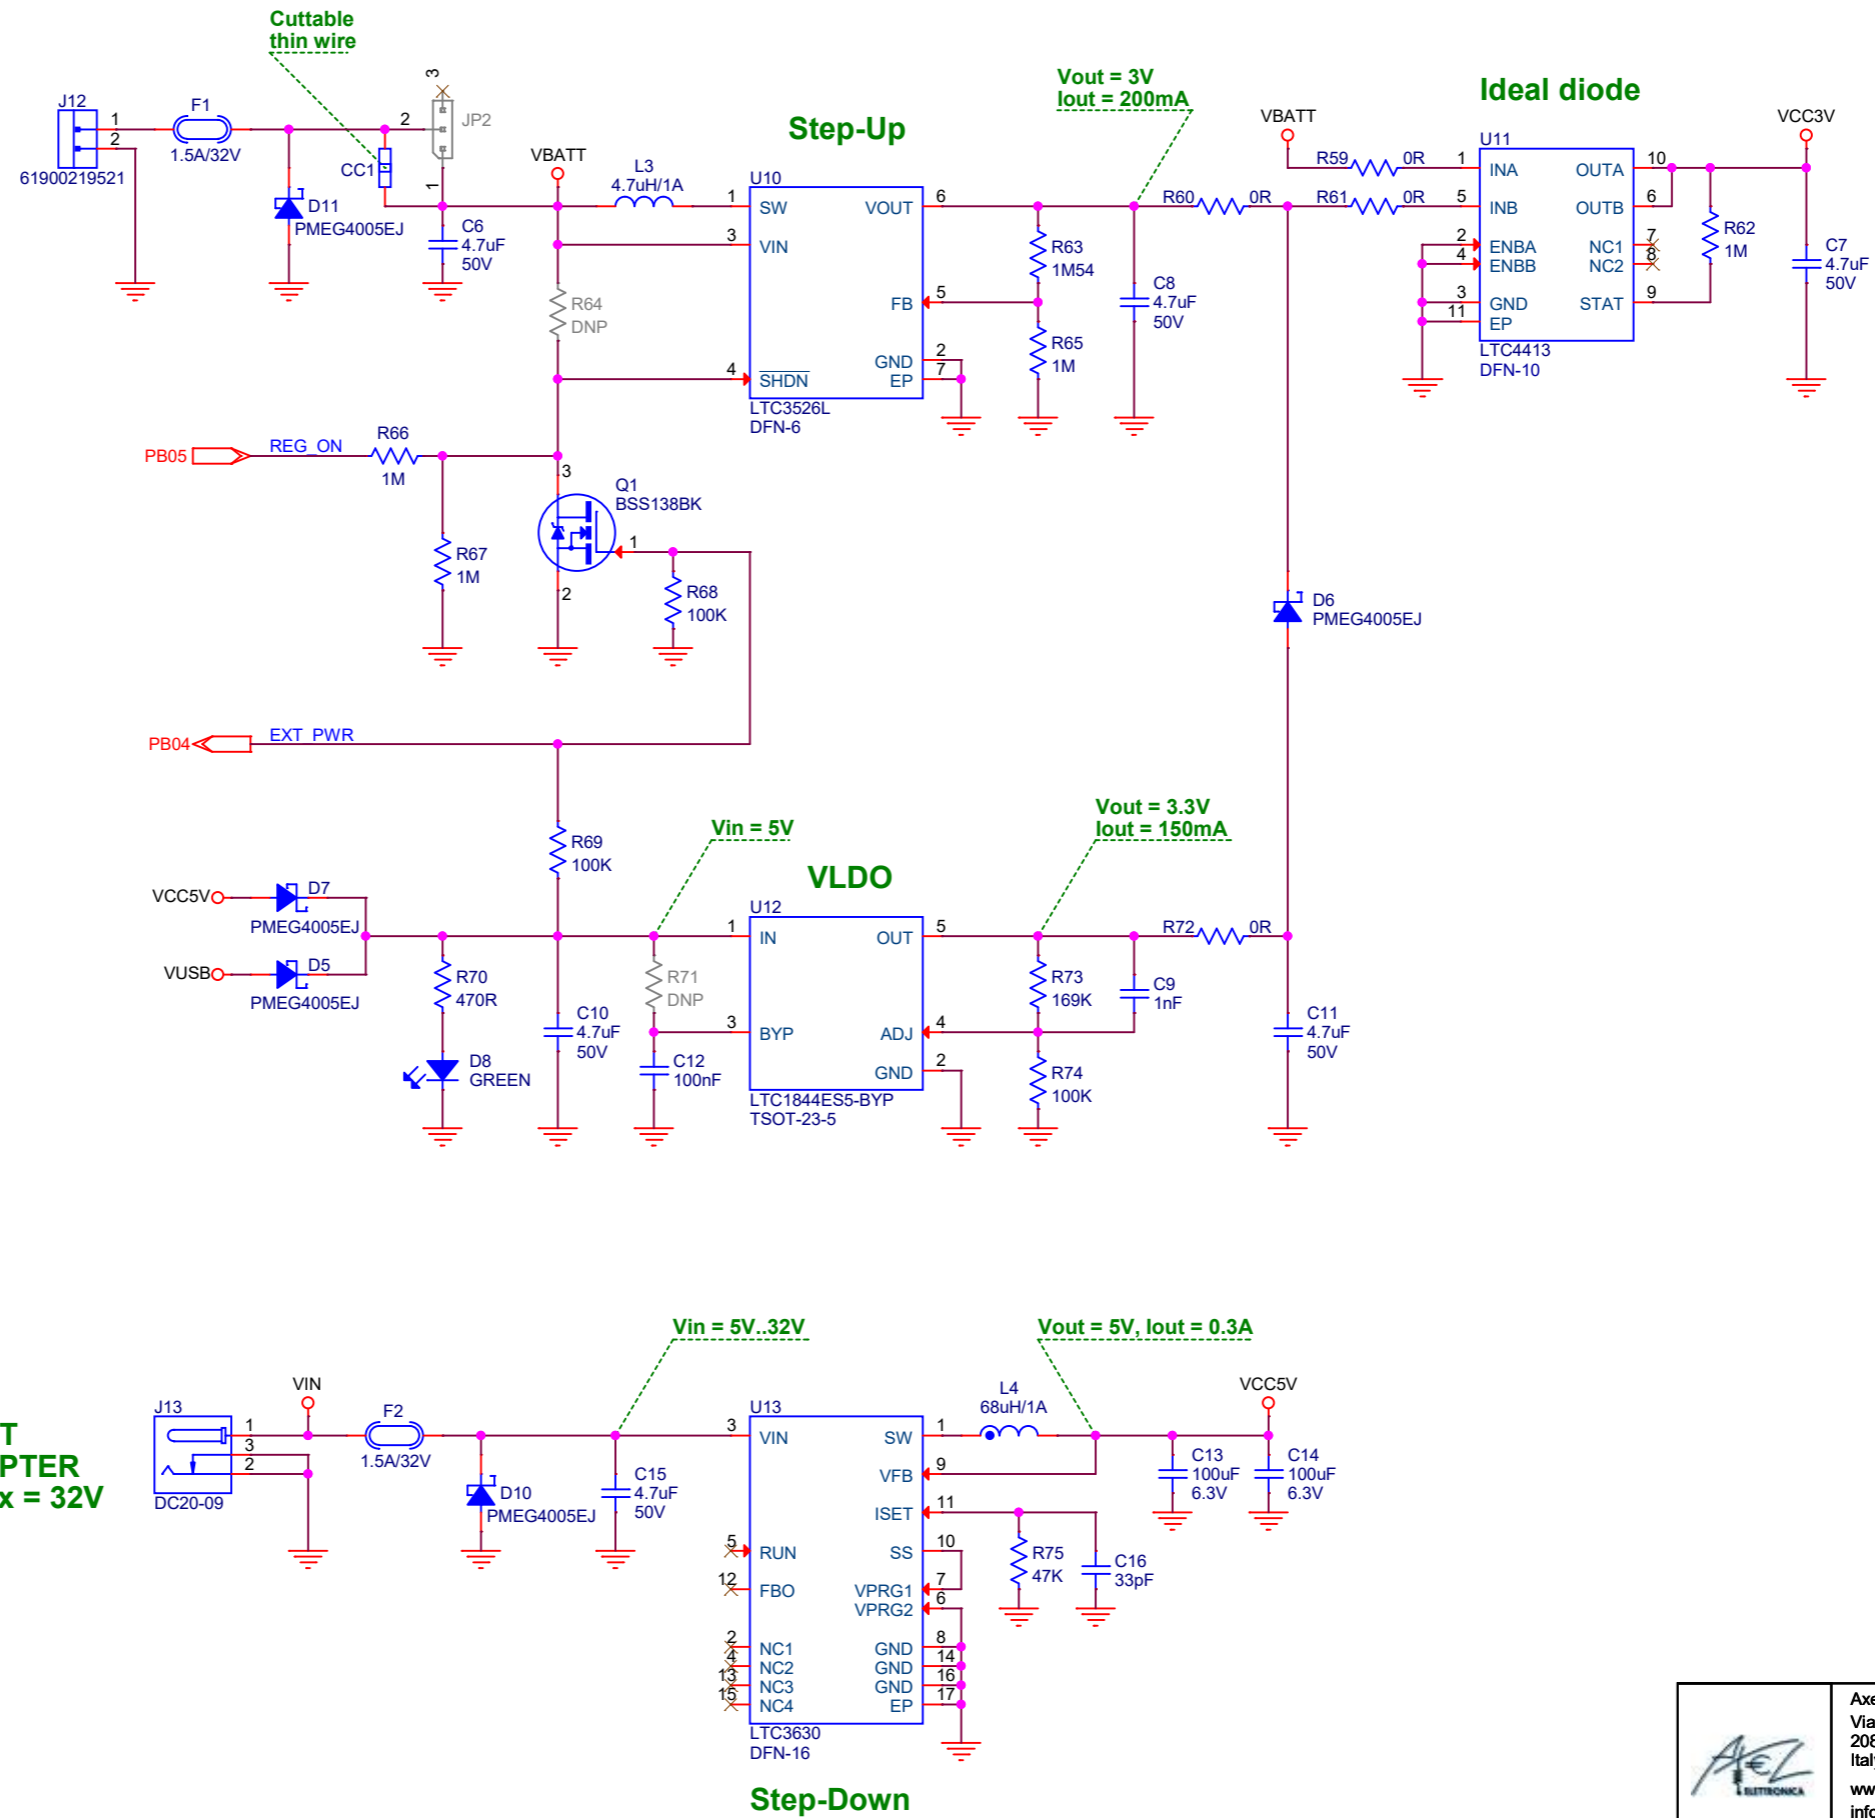 Cuttable
thin wire
J12
1
2
61900219521
F1
1.5A/32V
D11
PMEG4005EJ
CC1
3
2
JP2
1
C6
4.7uF
50V
VBATT
L3
4.7uH/1A
Step-Up
U10
1
SW
3
VIN
4
SHDN
VOUT
6
FB
5
GND
2
EP
7
LTC3526L
DFN-6
R64
DNP
Vout = 3V
Iout = 200mA
R63
1M54
R65
1M
C8
4.7uF
50V
R60
0R
VBATT
R59
0R
R61
0R
Ideal diode
U11
1
INA
5
INB
2
ENBA
4
ENBB
3
GND
11
EP
OUTA
10
OUTB
6
NC1
7
NC2
8
STAT
9
LTC4413
DFN-10
R62
1M
VCC3V
C7
4.7uF
50V
PB05
REG_ON
R66
1M
R67
1M
3
Q1
BSS138BK
1
2
R68
100K
D6
PMEG4005EJ
PB04
EXT_PWR
R69
100K
Vin = 5V
VLDO
Vout = 3.3V
Iout = 150mA
VCC5V
D7
PMEG4005EJ
VUSB
D5
PMEG4005EJ
R70
470R
D8
GREEN
C10
4.7uF
50V
R71
DNP
C12
100nF
U12
1
IN
3
BYP
OUT
5
ADJ
4
GND
2
LTC1844ES5-BYP
TSOT-23-5
R73
169K
C9
1nF
R74
100K
R72
0R
C11
4.7uF
50V
Vin = 5V..32V
Vout = 5V, Iout = 0.3A
T
PTER
x = 32V
J13
1
3
2
DC20-09
VIN
F2
1.5A/32V
D10
PMEG4005EJ
C15
4.7uF
50V
U13
3
VIN
5
RUN
12
FBO
2
NC1
4
NC2
13
NC3
15
NC4
SW
1
VFB
9
ISET
11
SS
10
VPRG1
7
VPRG2
6
GND
8
GND
14
GND
16
EP
17
LTC3630
DFN-16
Step-Down
L4
68uH/1A
VCC5V
C13
100uF
6.3V
C14
100uF
6.3V
R75
47K
C16
33pF
AXEL
ELETTRONICA
Axe
Via
208
Ital
ww
info